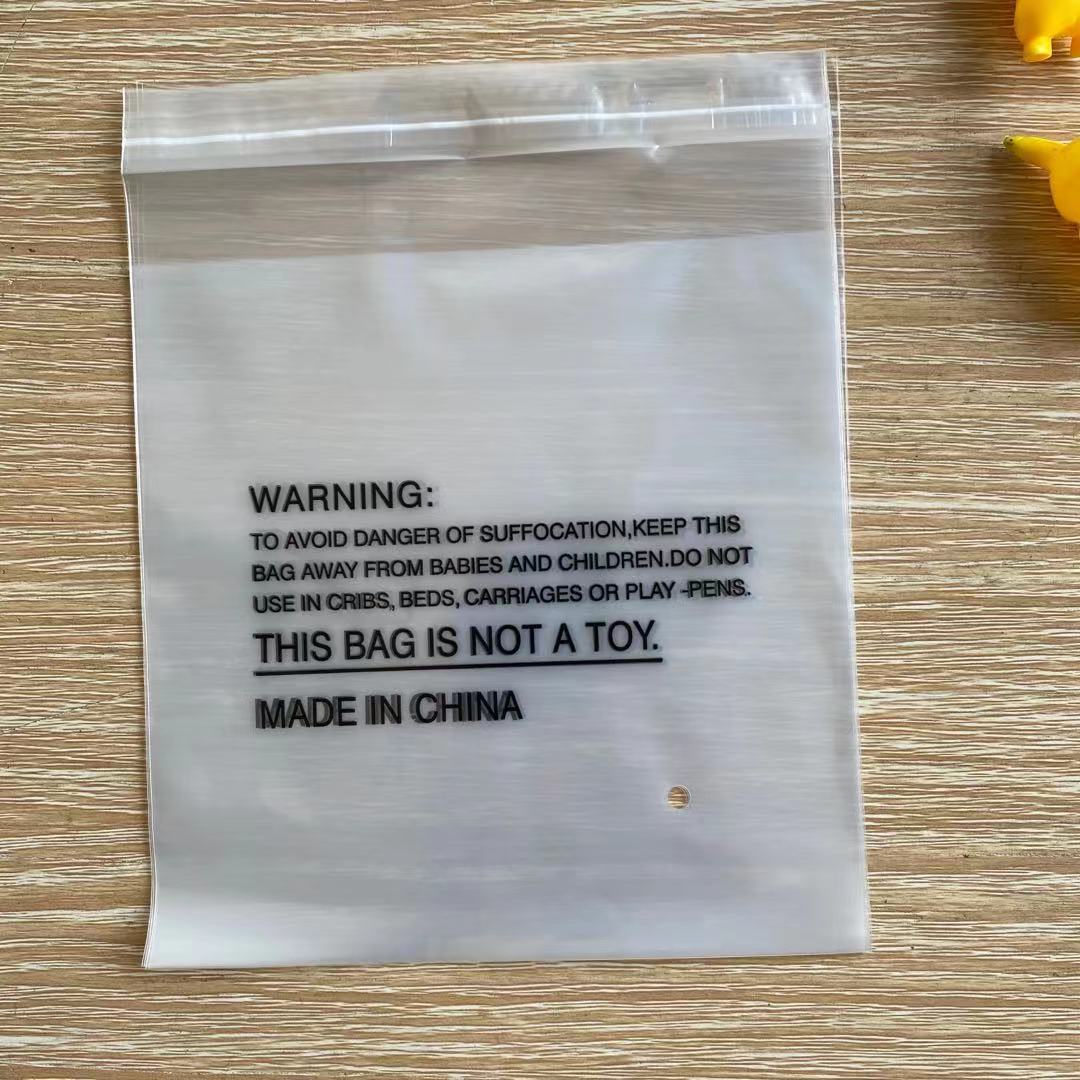 WARNING:
TO AVOID DANGER OF SUFFOCATION,KEEP THIS
BAG AWAY FROM BABIES AND CHILDREN.DO NOT
USE IN CRIBS, BEDS, CARRIAGES OR PLAY -PENS.
THIS BAG IS NOT A TOY.
MADE IN CHINA